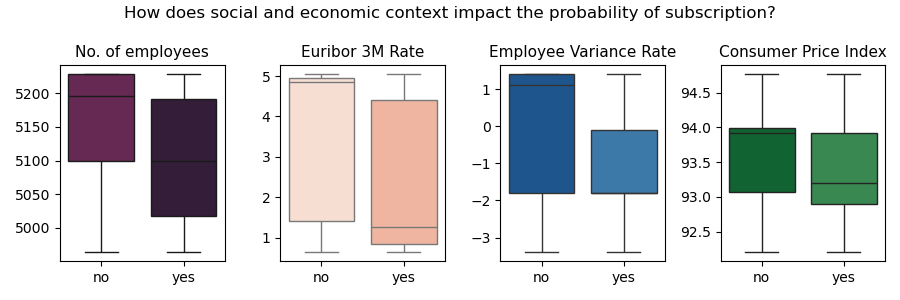 How does social and economic context impact the probability of subscription?
No. of employees
Euribor 3M Rate
Employee Variance Rate
Consumer Price Index
5200
5150
5100
5050
5000
no yes
5
4
3
2
1
no yes
1
0
−1
−2
−3
no yes
94.5
94.0
93.5
93.0
92.5
no yes